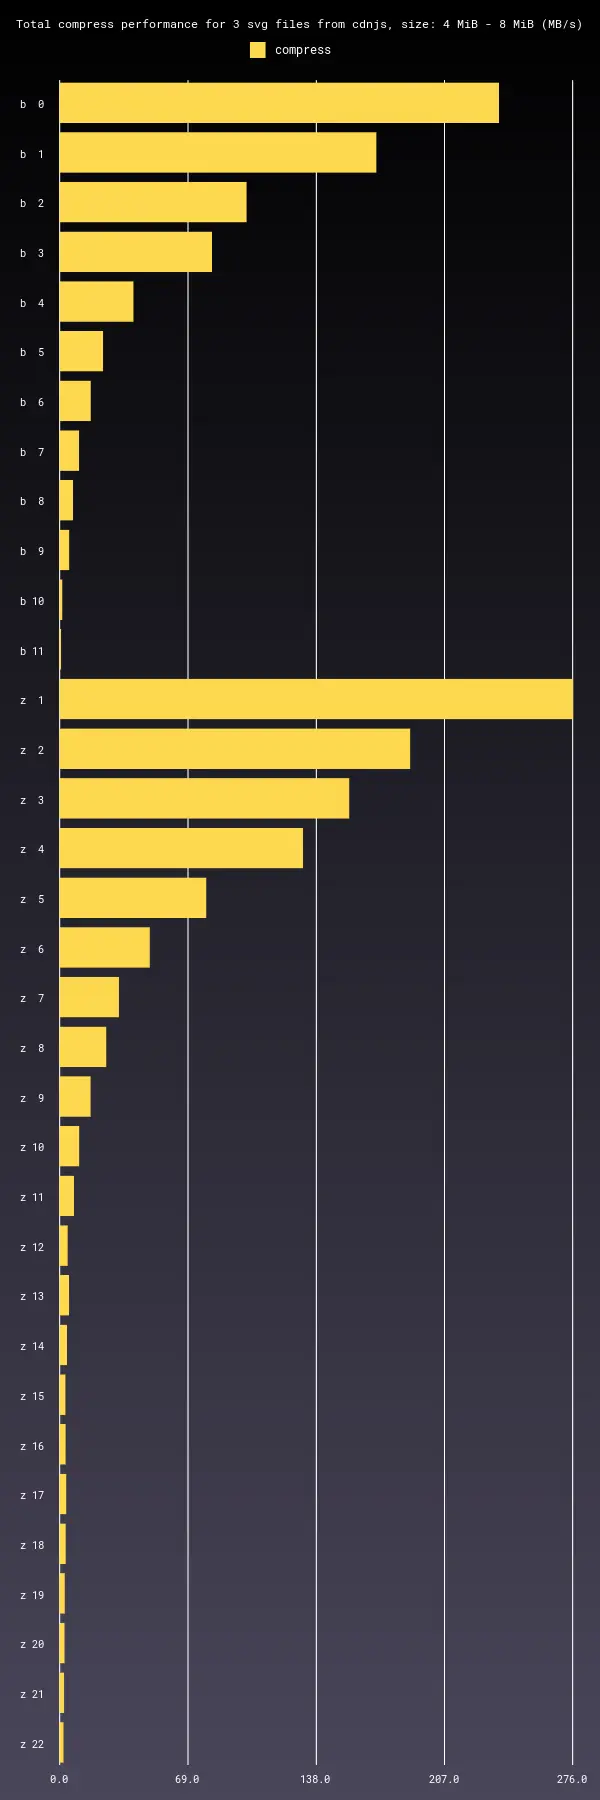 Total compress performance for 3 svg files from cdnjs, size: 4 MiB - 8 MiB (MB/s)
compress
b 0
b 1
b 2
b 3
b 4
b 5
b 6
b 7
b 8
b 9
b 10
b 11
z 1
z 2
z 3
z 4
z 5
z 6
z 7
z 8
z 9
z 10
z 11
z 12
z 13
z 14
z 15
z 16
z 17
z 18
z 19
z 20
z 21
z 22
0.0 69.0 138.0 207.0 276.0